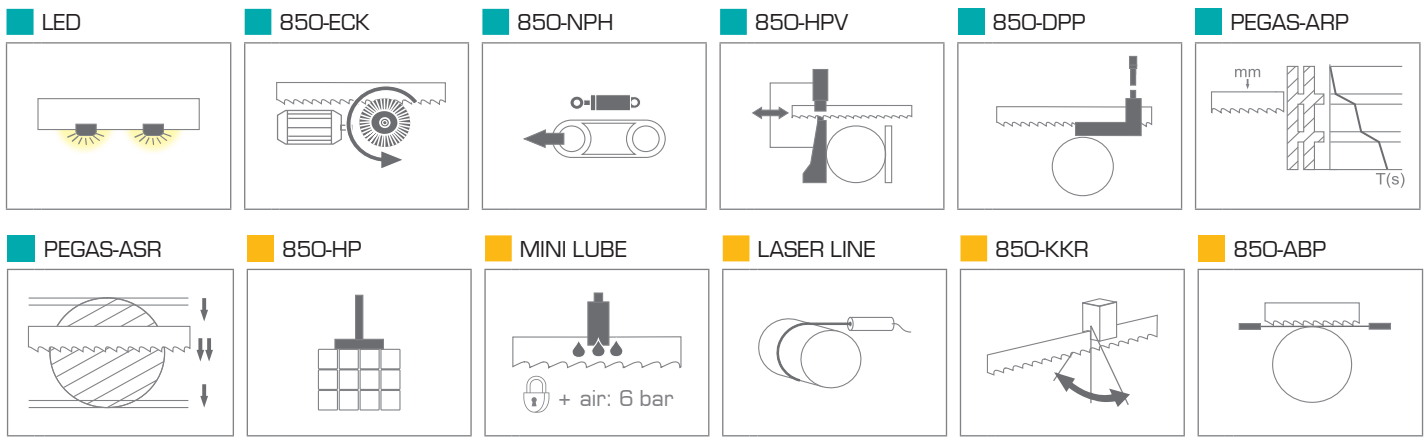 LED
850-ECK
850-NPH
850-HPV
850-DPP
PEGAS-ARP
mm
T(s)
PEGAS-ASR
850-HP
MINI LUBE
LASER LINE
850-KKR
850-ABP
+ air: 6 bar